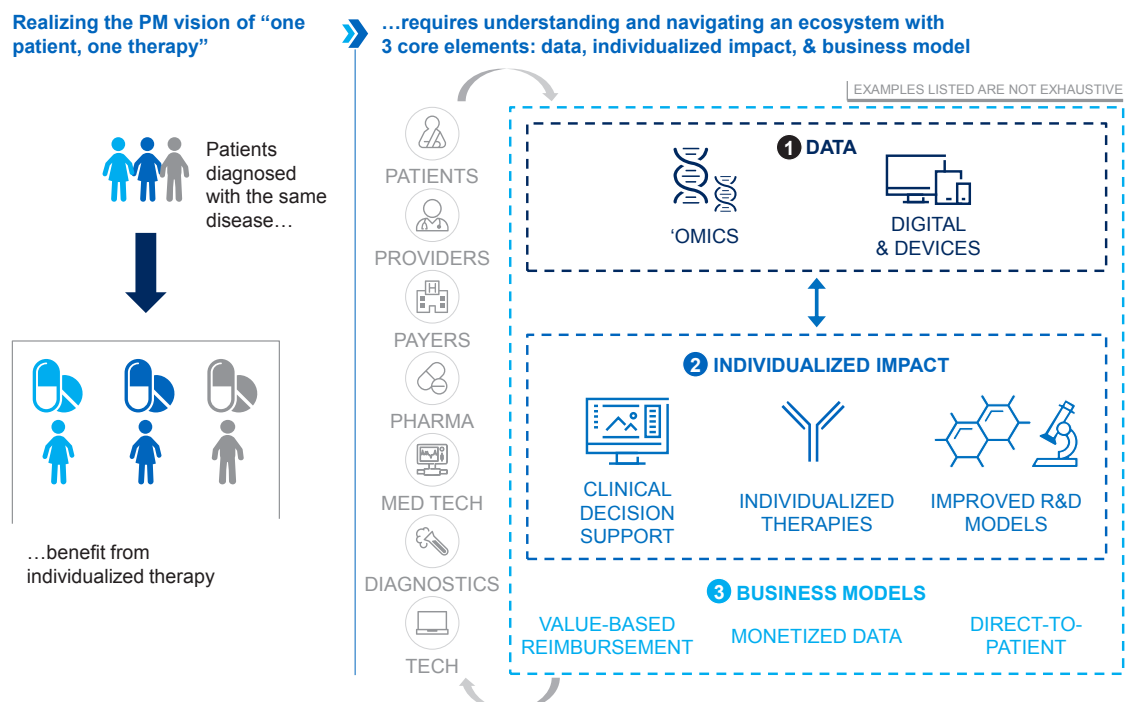 Realizing the PM vision of “one
patient, one therapy”
Patients
diagnosed
with the same
disease…
…benefit from
individualized therapy
…requires understanding and navigating an ecosystem with
3 core elements: data, individualized impact, & business model
EXAMPLES LISTED ARE NOT EXHAUSTIVE
PATIENTS
PROVIDERS
H
PAYERS
PHARMA
MED TECH
DIAGNOSTICS
TECH
1 DATA
‘OMICS
DIGITAL
& DEVICES
2 INDIVIDUALIZED IMPACT
CLINICAL
DECISION
SUPPORT
INDIVIDUALIZED
THERAPIES
IMPROVED R&D
MODELS
3 BUSINESS MODELS
VALUE-BASED
REIMBURSEMENT
MONETIZED DATA
DIRECT-TO-
PATIENT